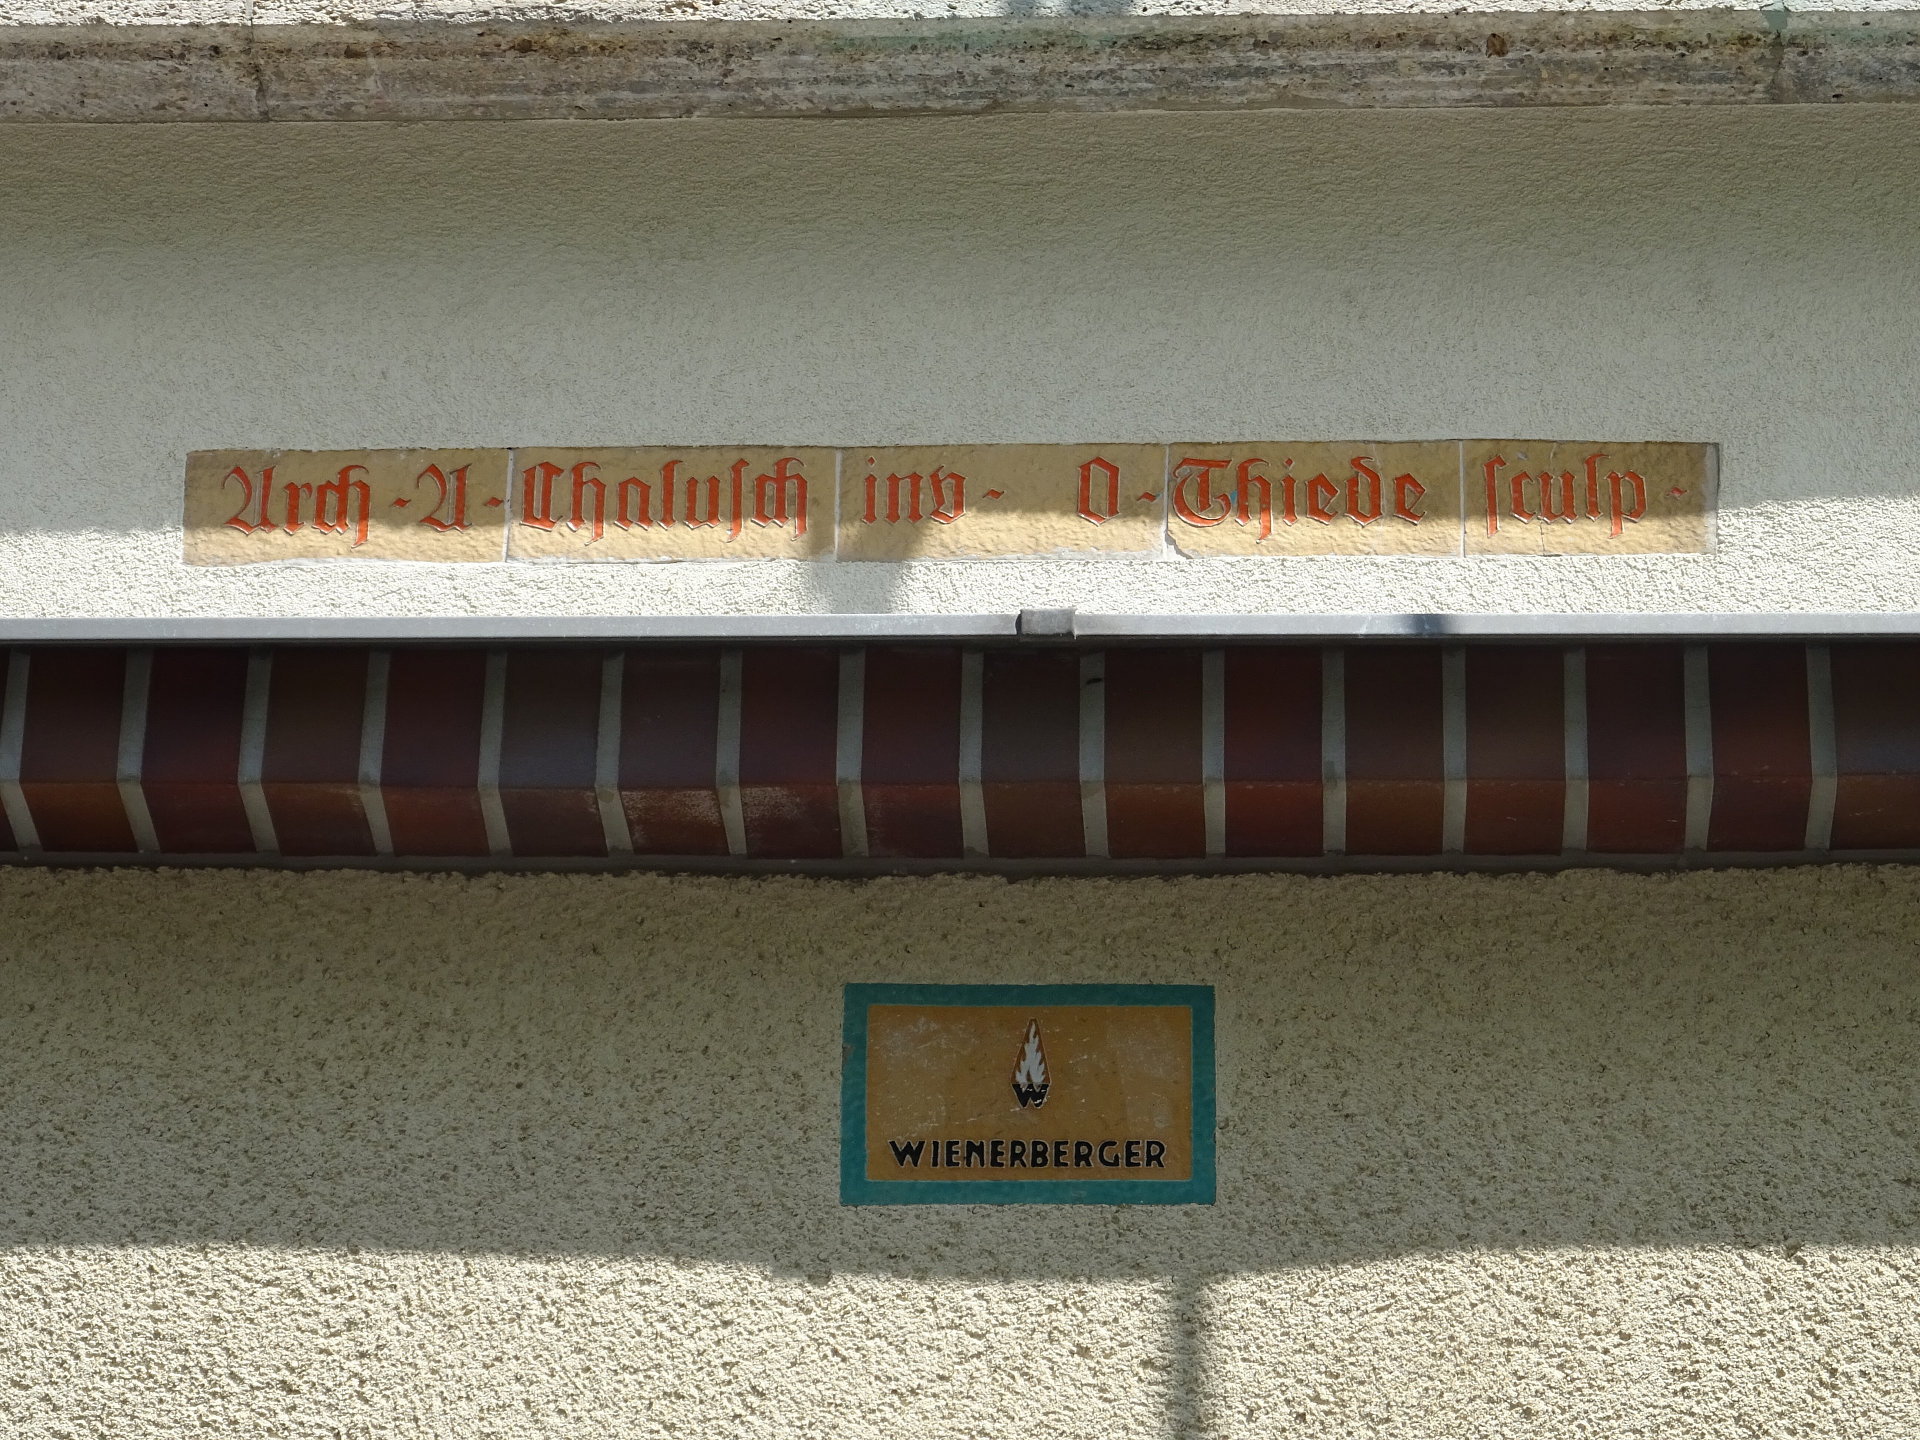 Arch · A · Chalusch inv · O · Thiede sculp ·
W
WIENERBERGER